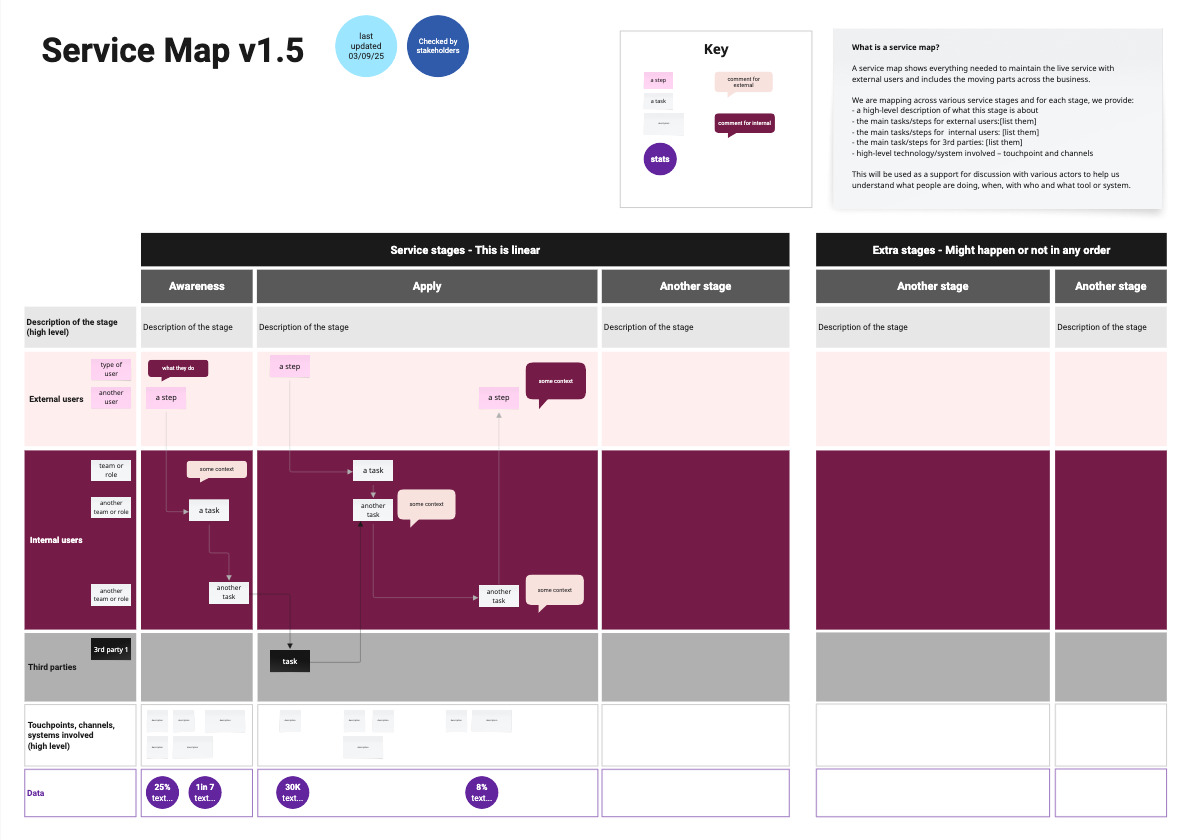 Service Map v1.5
last
updated
03/09/25
Checked by
stakeholders
Key
a step
a task
stats
comment for
external
comment for internal
What is a service map?
A service map shows everything needed to maintain the live service with
external users and includes the moving parts across the business.
We are mapping across various service stages and for each stage, we provide:
- a high-level description of what this stage is about
- the main tasks/steps for external users:[list them]
- the main tasks/steps for  internal users: [list them]
- the main task/steps for 3rd parties: [list them]
- high-level technology/system involved – touchpoint and channels
This will be used as a support for discussion with various actors to help us
understand what people are doing, when, with who and what tool or system.
Service stages - This is linear
Extra stages - Might happen or not in any order
Awareness
Apply
Another stage
Another stage
Another stage
Description of the stage
(high level)
Description of the stage
Description of the stage
Description of the stage
Description of the stage
Description of the stage
External users
type of
user
another
user
what they do
a step
a step
a step
some context
Internal users
team or
role
another
team or role
another
team or role
some context
a task
another
task
a task
another
task
some context
another
task
some context
Third parties
3rd party 1
task
Touchpoints, channels,
systems involved
(high level)
Data
25%
text...
1in 7
text...
30K
text...
8%
text...